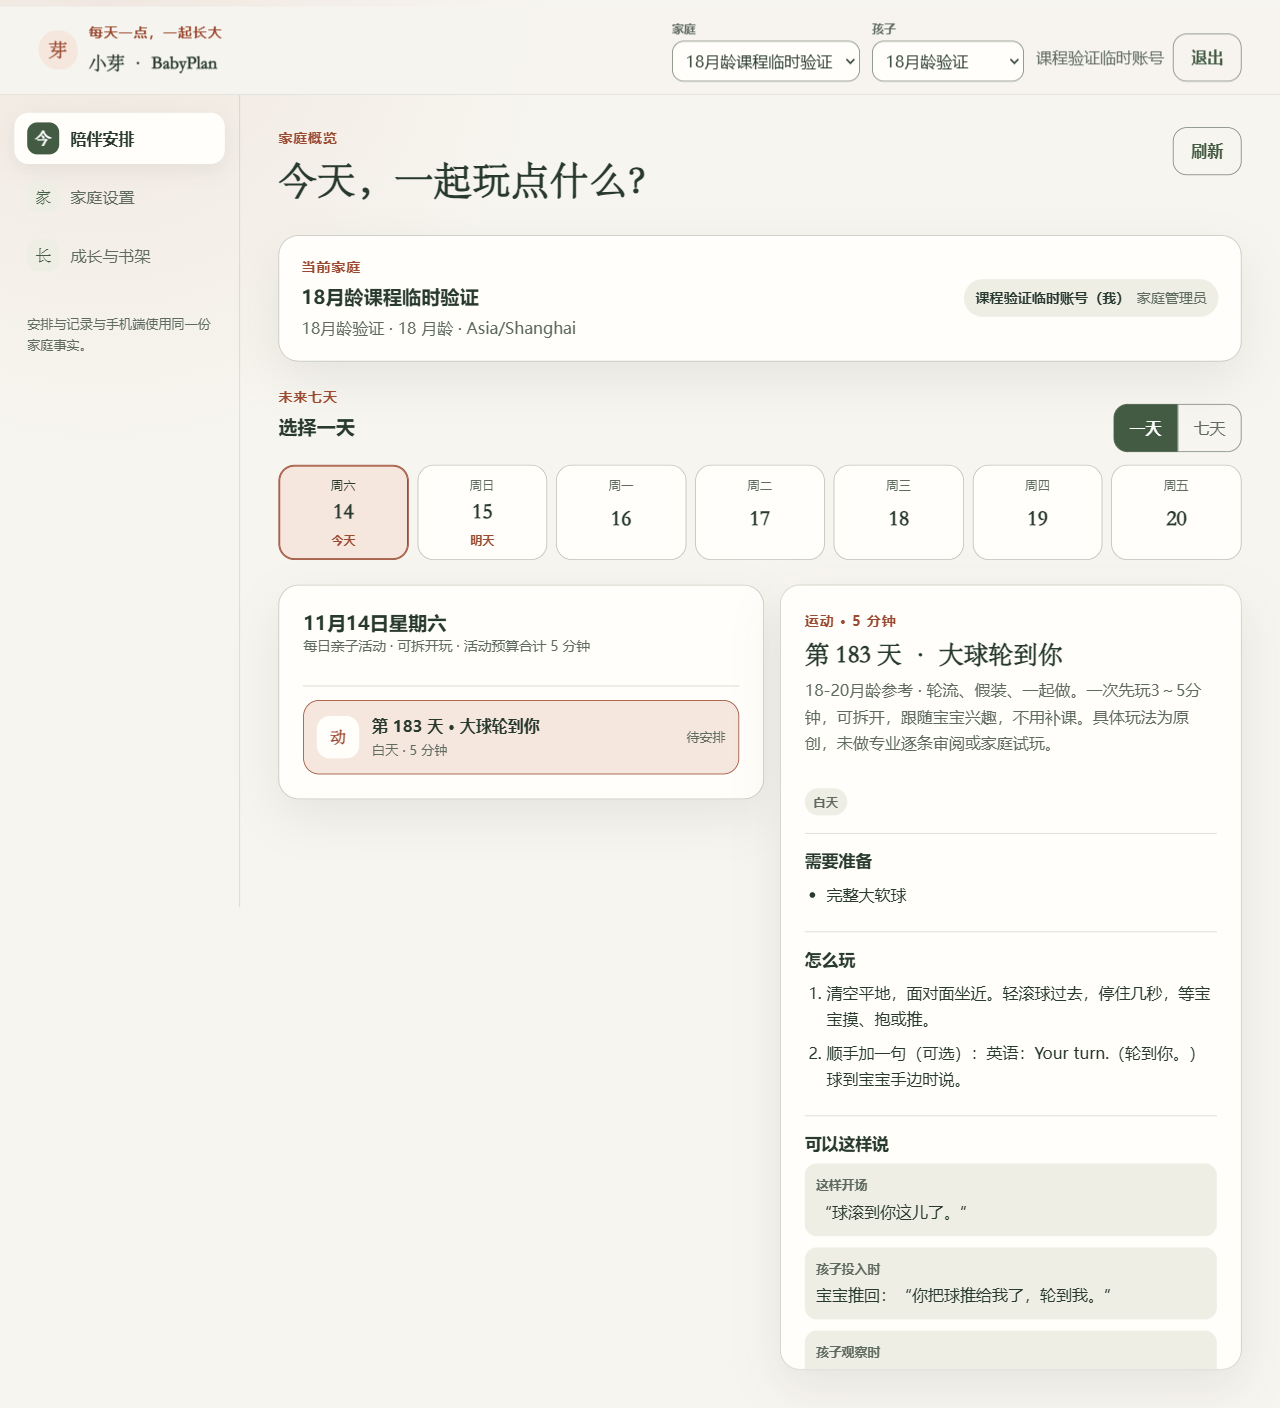 芽
每天一点，一起长大
小芽 · BabyPlan
家庭
18月龄课程临时验证
孩子
18月龄验证
课程验证临时账号
退出
今 陪伴安排
家 家庭设置
长 成长与书架
安排与记录与手机端使用同一份
家庭事实。
家庭概览
今天，一起玩点什么？
刷新
当前家庭
18月龄课程临时验证
18月龄验证 · 18 月龄 · Asia/Shanghai
课程验证临时账号（我） 家庭管理员
未来七天
选择一天
一天 七天
周六
14
今天
周日
15
明天
周一
16
周二
17
周三
18
周四
19
周五
20
11月14日星期六
每日亲子活动 · 可拆开玩 · 活动预算合计 5 分钟
动
第 183 天 • 大球轮到你
白天 · 5 分钟
待安排
运动 • 5 分钟
第 183 天 · 大球轮到你
18-20月龄参考 · 轮流、假装、一起做。一次先玩3～5分
钟，可拆开，跟随宝宝兴趣，不用补课。具体玩法为原
创，未做专业逐条审阅或家庭试玩。
白天
需要准备
• 完整大软球
怎么玩
1. 清空平地，面对面坐近。轻滚球过去，停住几秒，等宝
宝摸、抱或推。
2. 顺手加一句（可选）：英语：Your turn.（轮到你。）
球到宝宝手边时说。
可以这样说
这样开场
“球滚到你这儿了。”
孩子投入时
宝宝推回：“你把球推给我了，轮到我。”
孩子观察时